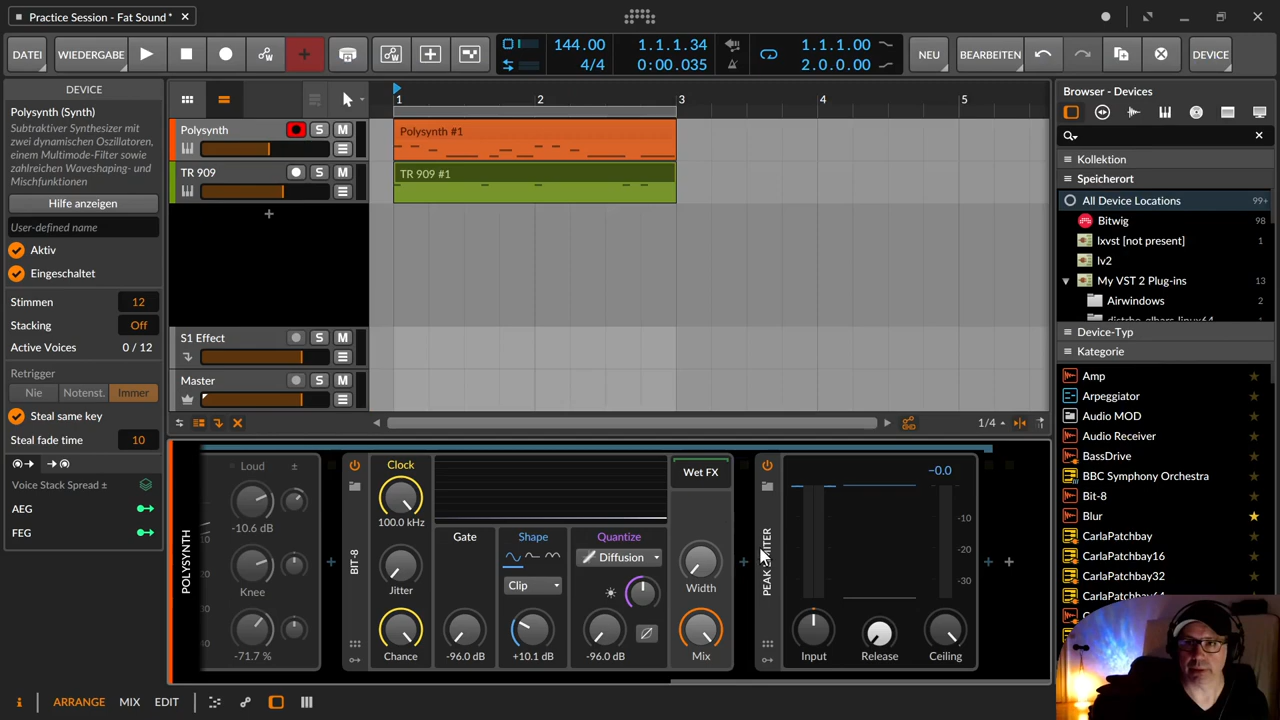 Practice Session - Fat Sound*
DATEI
WIEDERGABE
144.00
4/4
1.1.1.34
0:00.035
1.1.1.00
2.0.0.00
NEU
BEARBEITEN
DEVICE
DEVICE
Polysynth (Synth)
Subtraktiver Synthesizer mit
zwei dynamischen Oszillatoren,
einem Multimode-Filter sowie
zahlreichen Waveshaping- und
Mischfunktionen
Hilfe anzeigen
User-defined name
Aktiv
Eingeschaltet
Stimmen
12
Stacking
Off
Active Voices
0 / 12
Retrigger
Nie
Notenst.
Immer
Steal same key
Steal fade time
10
Voice Stack Spread ±
AEG
FEG
1
2
3
4
5
Polysynth
S
M
Polysynth #1
TR 909
S
M
TR 909 #1
S1 Effect
S
M
Master
S
M
1/4
Browser - Devices
Kollektion
Speicherort
All Device Locations
99+
Bitwig
98
lxvst [not present]
1
lv2
My VST 2 Plug-ins
13
Airwindows
2
Device-Typ
Kategorie
Amp
Arpeggiator
Audio MOD
Audio Receiver
BassDrive
BBC Symphony Orchestra
Bit-8
Blur
CarlaPatchbay
CarlaPatchbay16
CarlaPatchbay32
POLYSYNTH
Loud
±
-10.6 dB
Knee
-71.7 %
BIT-8
Clock
100.0 kHz
Jitter
Chance
Gate
-96.0 dB
Shape
Clip
+10.1 dB
Quantize
Diffusion
-96.0 dB
Wet FX
Width
Mix
-0.0
-10
-20
-30
Input
Release
Ceiling
ARRANGE
MIX
EDIT